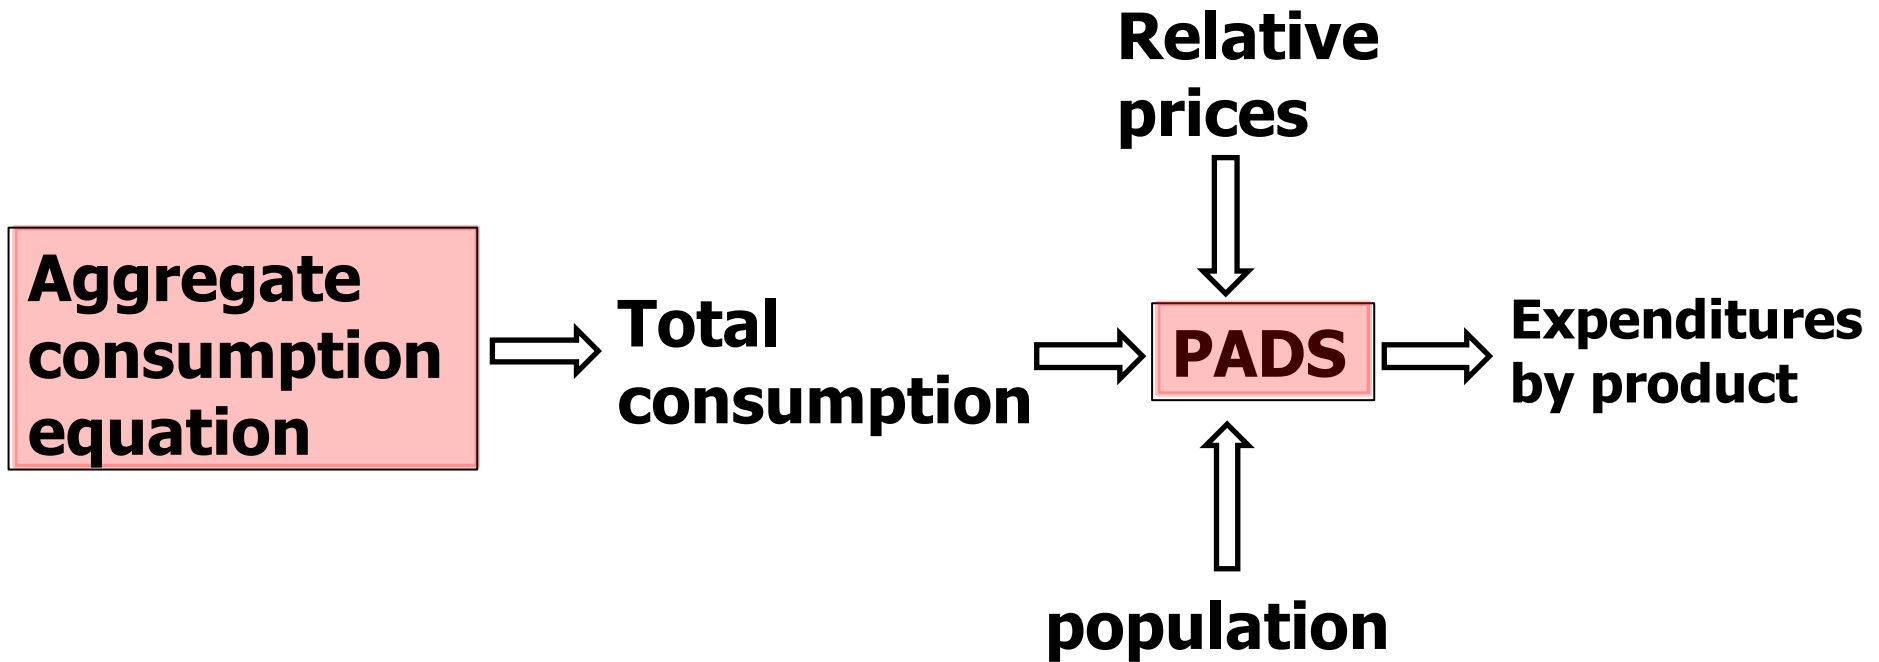 Relative
prices
Aggregate
consumption
equation
Total
consumption
PADS
Expenditures
by product
population